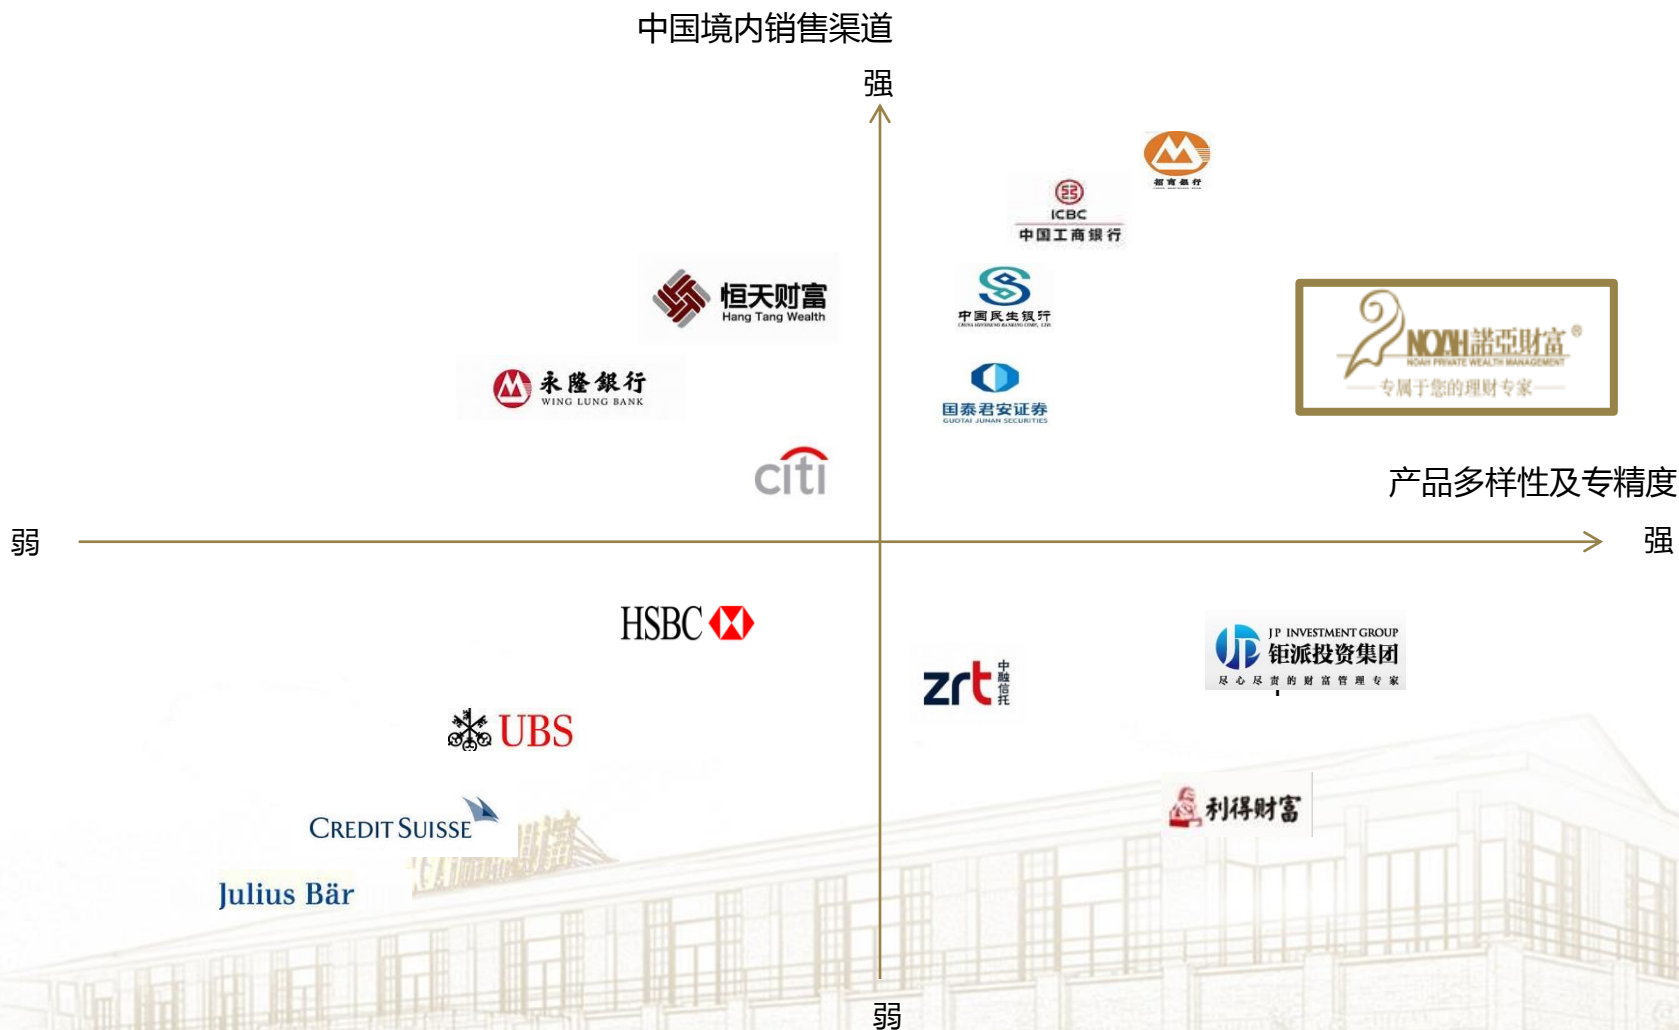 中国境内销售渠道
强
招商银行
ICBC
中国工商银行
恒天财富
Hang Tang Wealth
中国民生银行
CHINA MINSHENG BANKING CORP., LTD.
NOAH諾亞財富®
NOAH PRIVATE WEALTH MANAGEMENT
专属于您的理财专家
永隆銀行
WING LUNG BANK
国泰君安证券
GUOTAI JUNAN SECURITIES
citi
产品多样性及专精度
弱
强
HSBC
JP INVESTMENT GROUP
钜派投资集团
尽心尽责的财富管理专家
zrt 中融信托
UBS
利得财富
CREDIT SUISSE
Julius Bär
弱